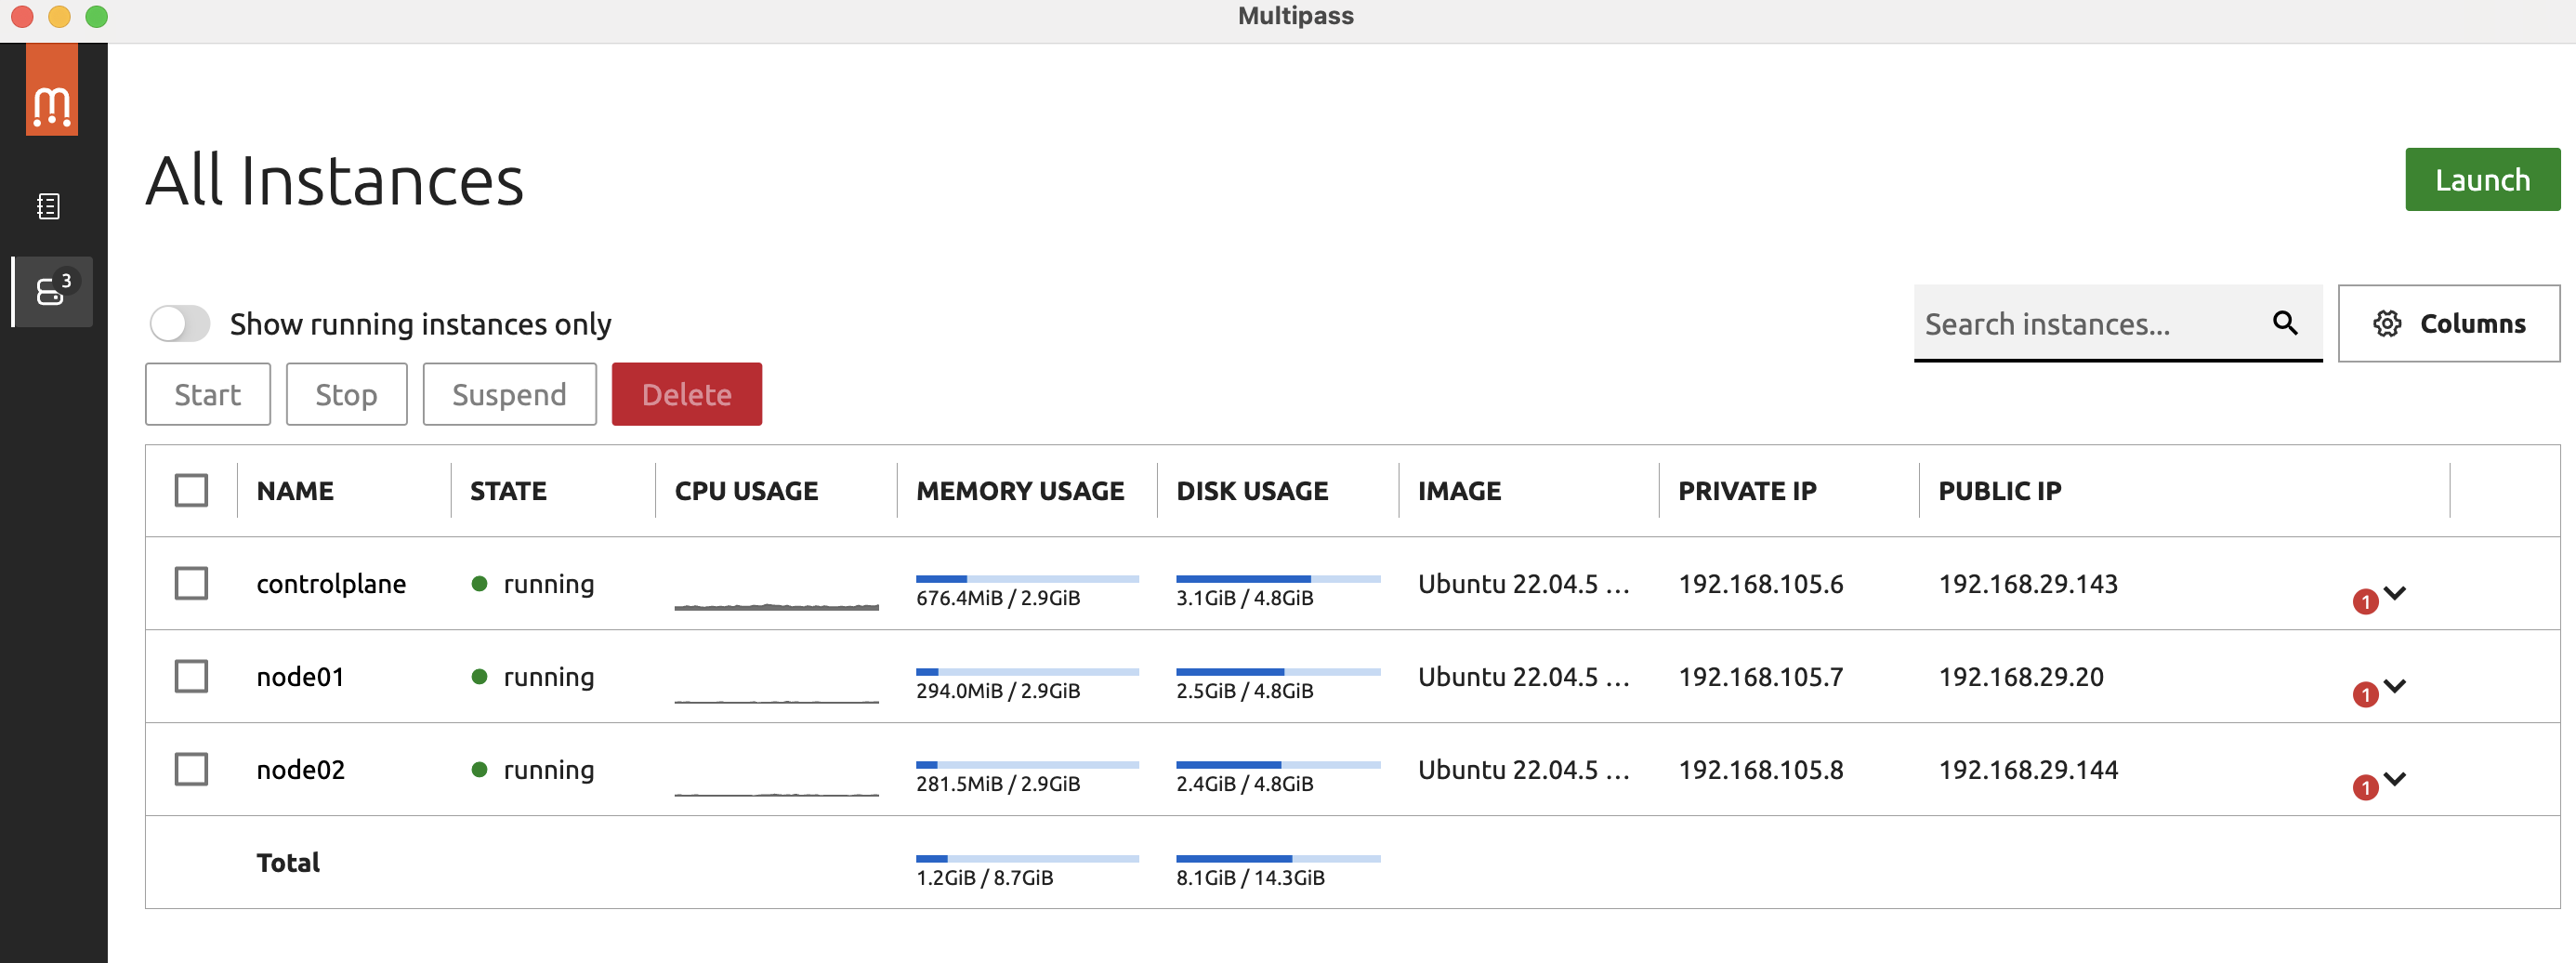 Multipass
3
All Instances
Launch
Show running instances only
Search instances...
Columns
Start Stop Suspend Delete
NAME STATE CPU USAGE MEMORY USAGE DISK USAGE IMAGE PRIVATE IP PUBLIC IP
controlplane running 676.4MiB / 2.9GiB 3.1GiB / 4.8GiB Ubuntu 22.04.5 ... 192.168.105.6 192.168.29.143 1
node01 running 294.0MiB / 2.9GiB 2.5GiB / 4.8GiB Ubuntu 22.04.5 ... 192.168.105.7 192.168.29.20 1
node02 running 281.5MiB / 2.9GiB 2.4GiB / 4.8GiB Ubuntu 22.04.5 ... 192.168.105.8 192.168.29.144 1
Total 1.2GiB / 8.7GiB 8.1GiB / 14.3GiB